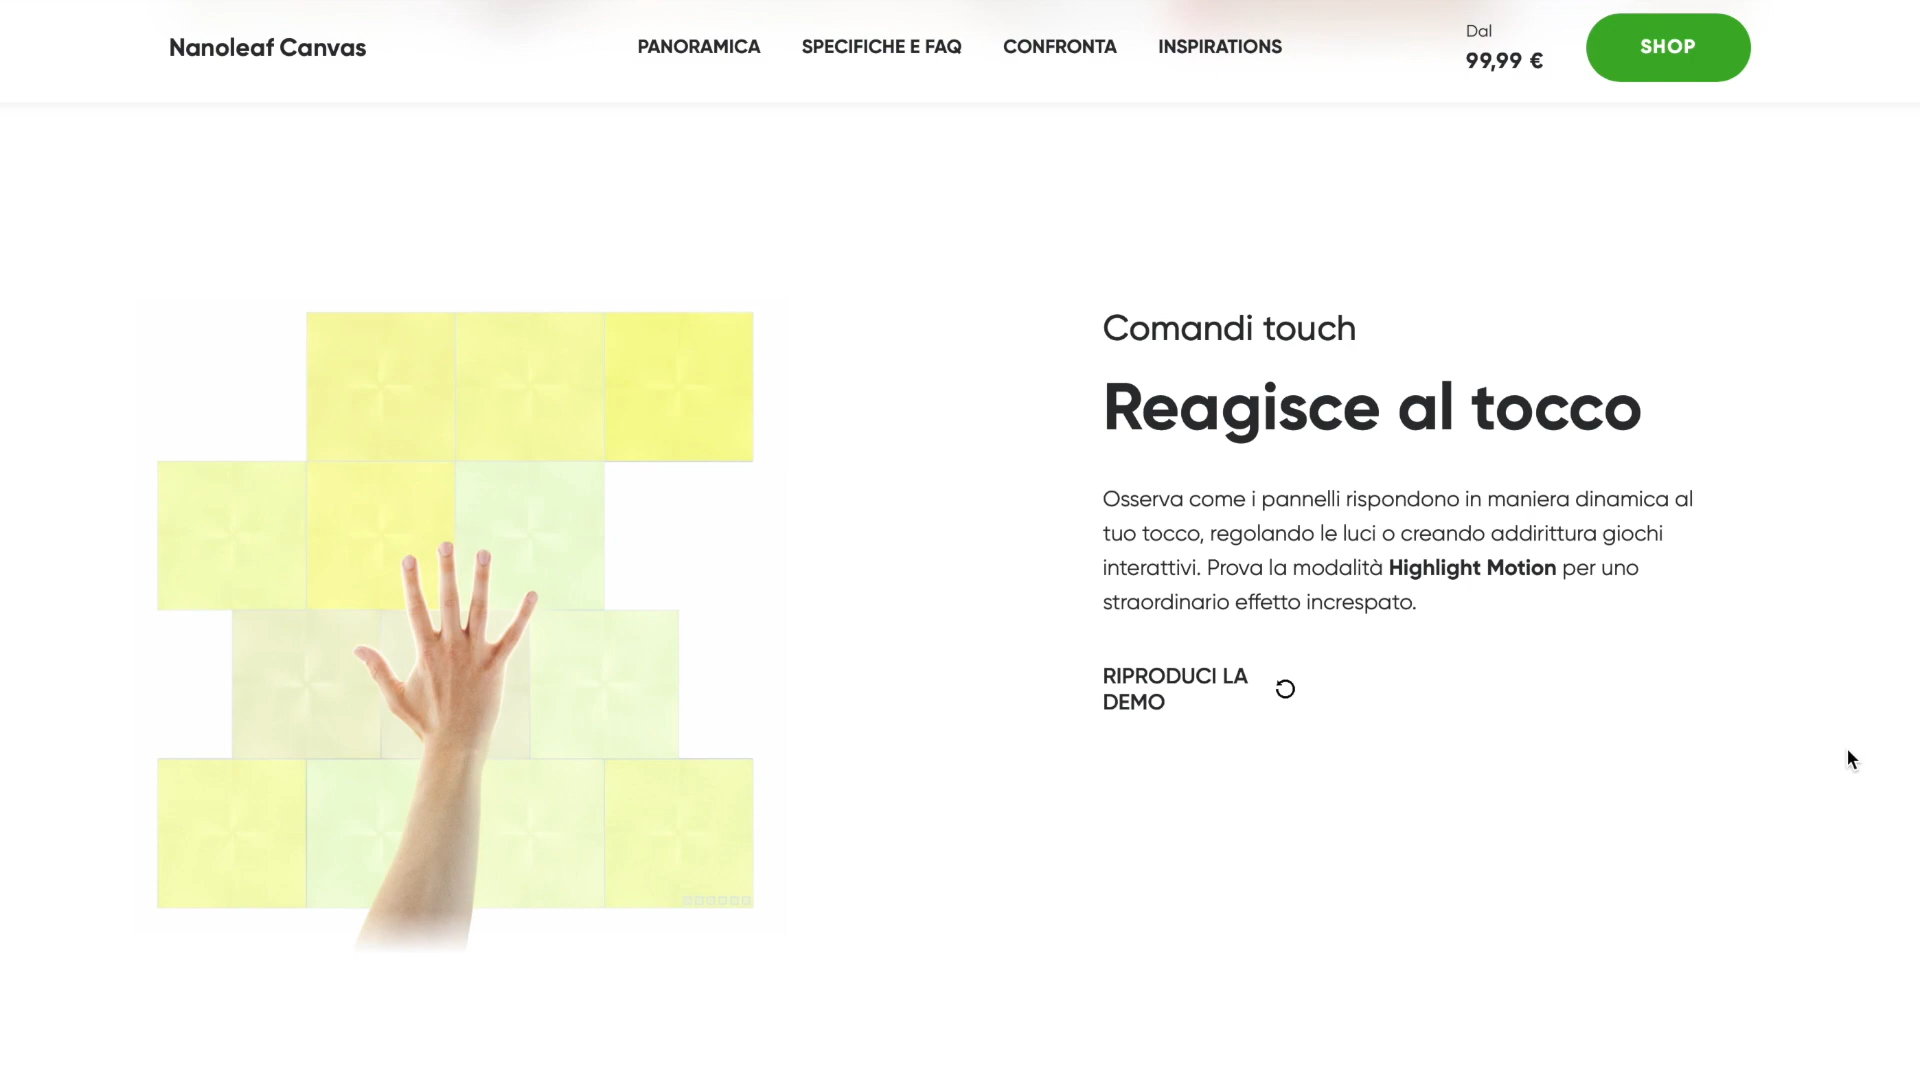 Nanoleaf Canvas
PANORAMICA
SPECIFICHE E FAQ
CONFRONTA
INSPIRATIONS
Dal
99,99 €
SHOP
Comandi touch
Reagisce al tocco
Osserva come i pannelli rispondono in maniera dinamica al
tuo tocco, regolando le luci o creando addirittura giochi
interattivi. Prova la modalità Highlight Motion per uno
straordinario effetto increspato.
RIPRODUCI LA
DEMO